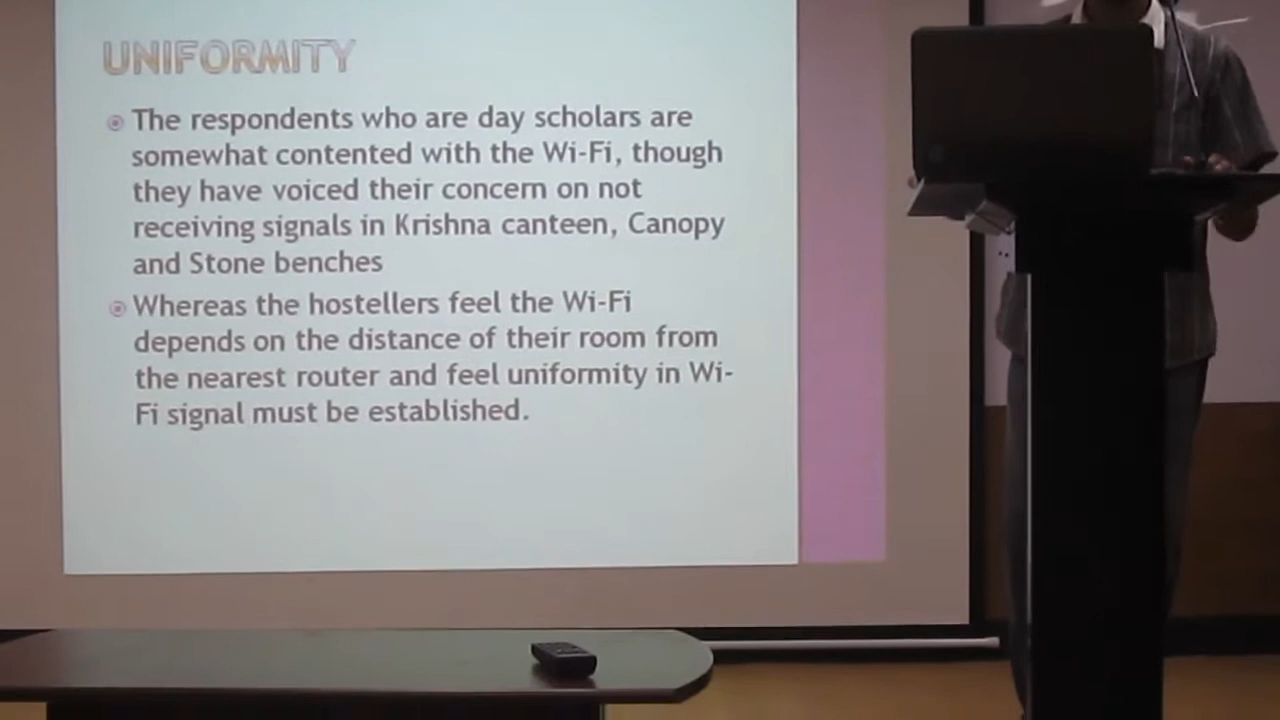 UNIFORMITY
The respondents who are day scholars are
somewhat contented with the Wi-Fi, though
they have voiced their concern on not
receiving signals in Krishna canteen, Canopy
and Stone benches
Whereas the hostellers feel the Wi-Fi
depends on the distance of their room from
the nearest router and feel uniformity in Wi-
Fi signal must be established.